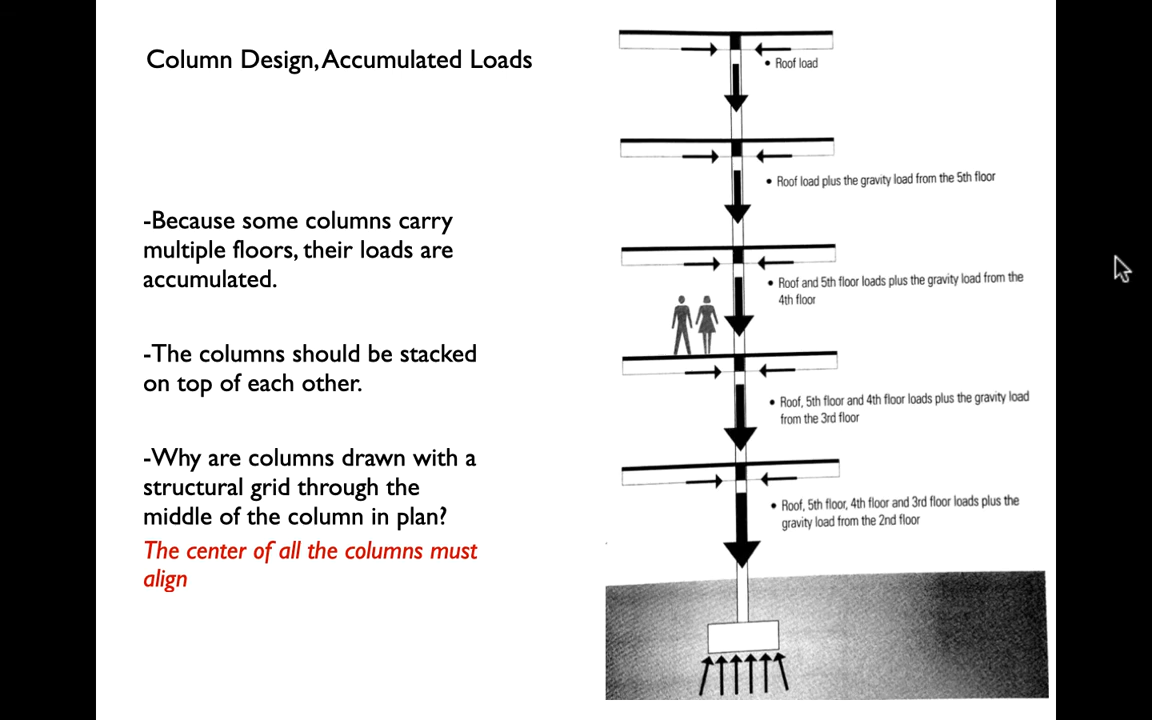 Column Design, Accumulated Loads
-Because some columns carry
multiple floors, their loads are
accumulated.
-The columns should be stacked
on top of each other.
-Why are columns drawn with a
structural grid through the
middle of the column in plan?
The center of all the columns must
align
• Roof load
• Roof load plus the gravity load from the 5th floor
• Roof and 5th floor loads plus the gravity load from the
4th floor
• Roof, 5th floor and 4th floor loads plus the gravity load
from the 3rd floor
• Roof, 5th floor, 4th floor and 3rd floor loads plus the
gravity load from the 2nd floor